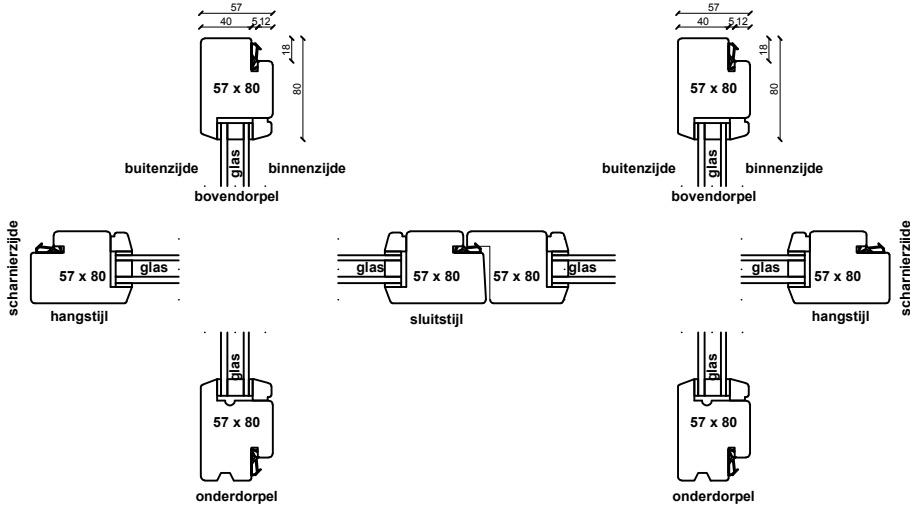 57
57
40 5 12
40 5 12
18
18
80
80
57 x 80
57 x 80
glas
glas
buitenzijde
binnenzijde
buitenzijde
binnenzijde
bovendorpel
bovendorpel
scharnierzijde
57 x 80
glas
glas
57 x 80
57 x 80
glas
glas
57 x 80
scharnierzijde
hangstijl
sluitstijl
hangstijl
glas
glas
57 x 80
57 x 80
onderdorpel
onderdorpel